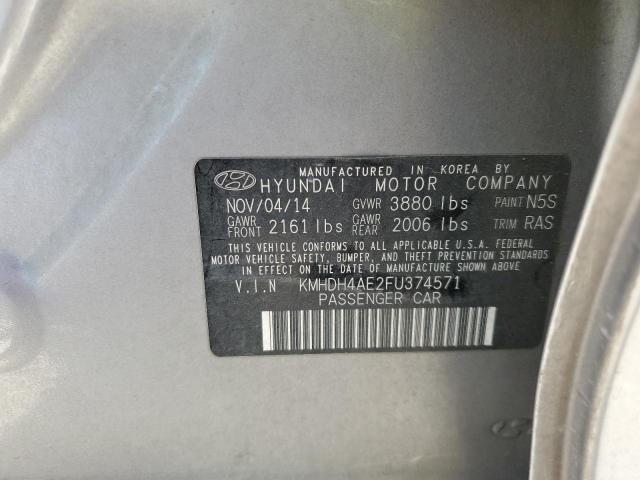 MANUFACTURED IN KOREA BY
HYUNDAI MOTOR COMPANY
NOV/04/14 GVWR 3880 lbs PAINT N5S
GAWR FRONT 2161 lbs GAWR REAR 2006 lbs TRIM RAS
THIS VEHICLE CONFORMS TO ALL APPLICABLE U.S.A. FEDERAL
MOTOR VEHICLE SAFETY, BUMPER, AND THEFT PREVENTION
STANDARDS IN EFFECT ON THE DATE OF MANUFACTURE SHOWN ABOVE
V.I.N KMHDH4AE2FU374571
PASSENGER CAR